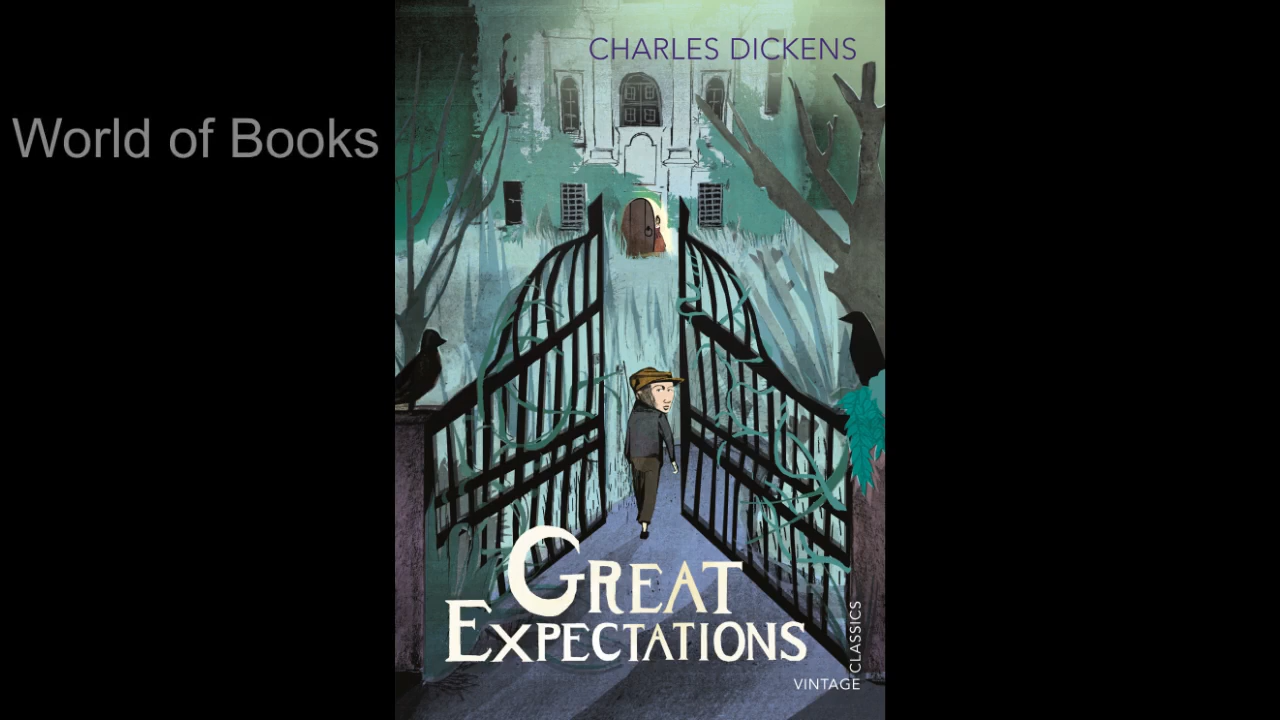 World of Books
CHARLES DICKENS
GREAT
EXPECTATIONS
VINTAGE CLASSICS